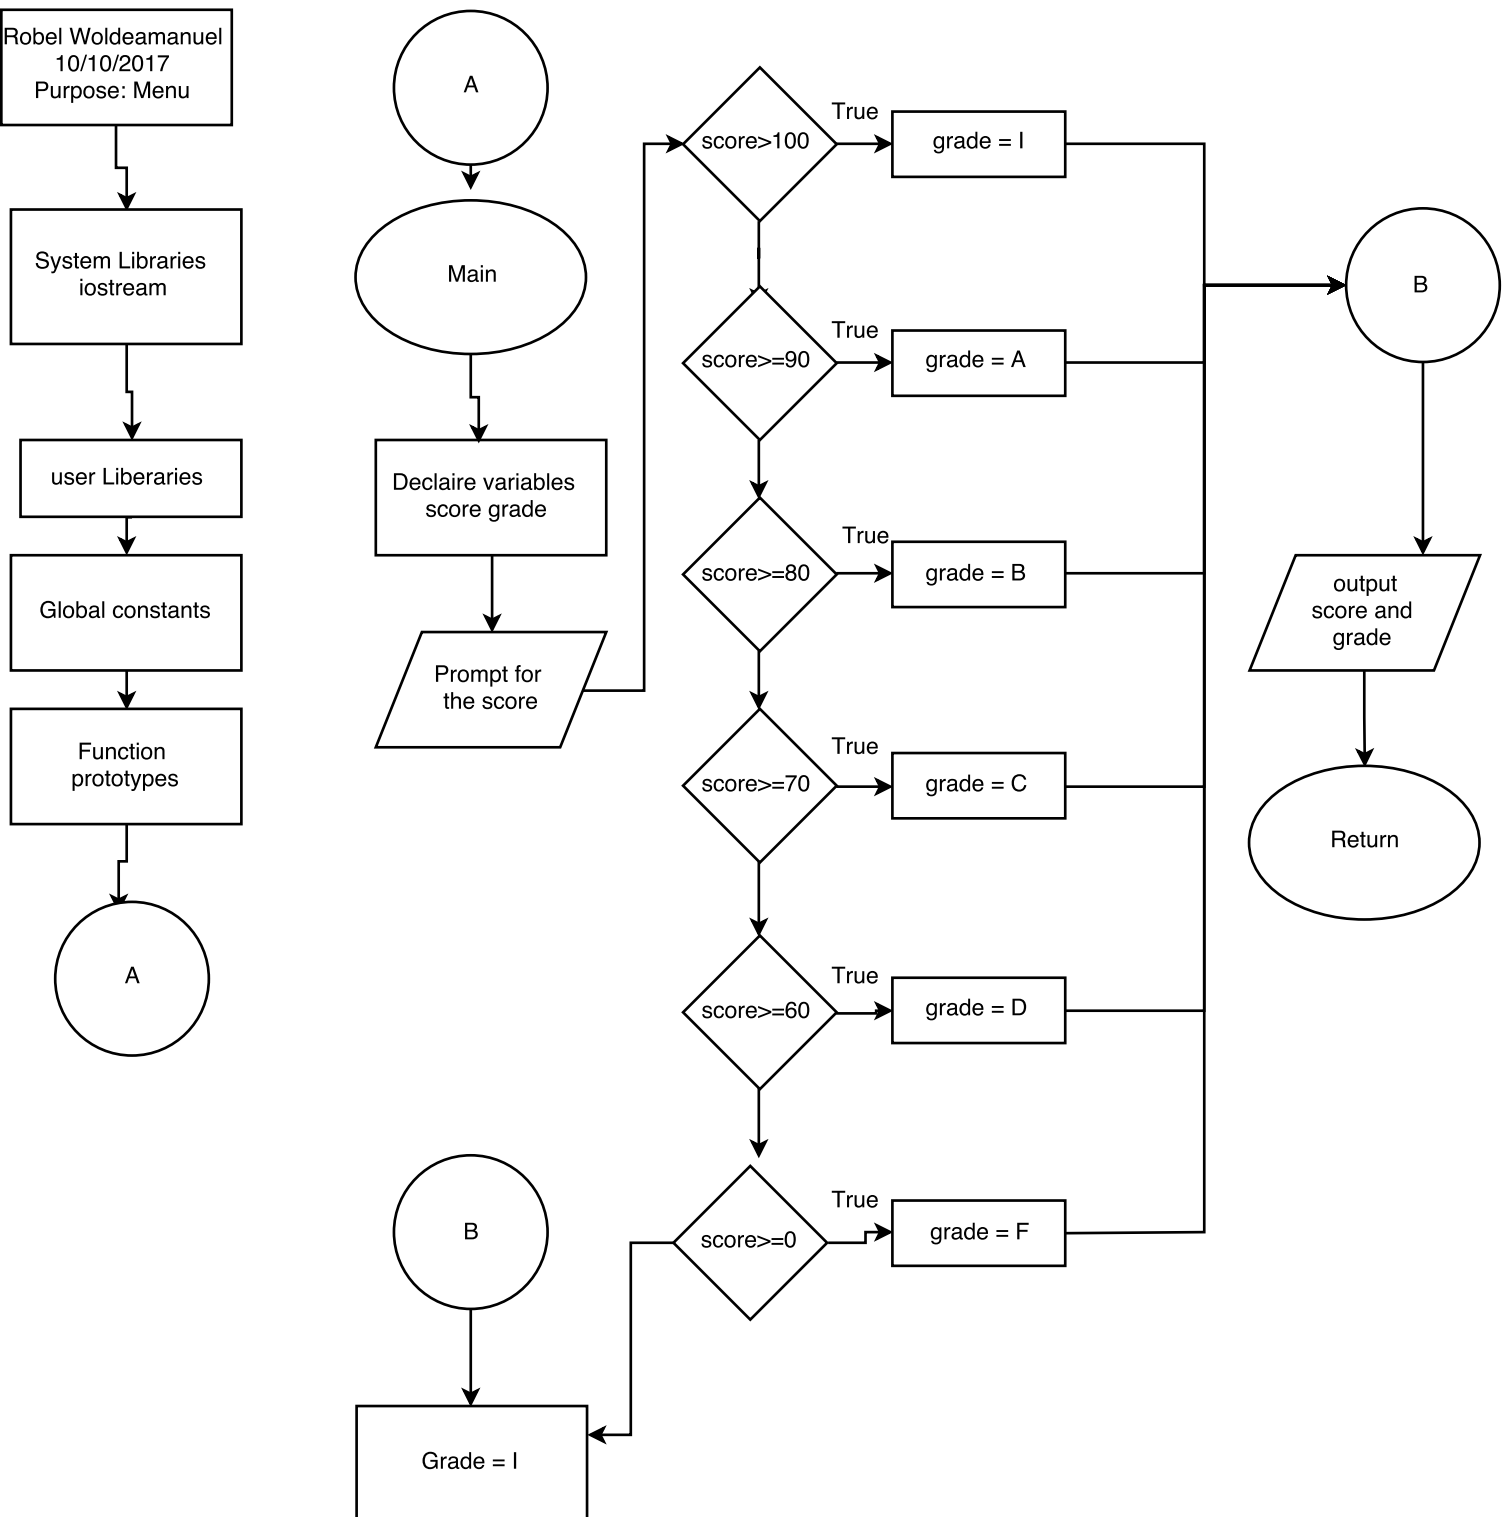 Robel Woldeamanuel
10/10/2017
Purpose: Menu
System Libraries
iostream
user Liberaries
Global constants
Function
prototypes
A
A
Main
Declaire variables
score grade
Prompt for
the score
score>100
True
grade = I
score>=90
True
grade = A
score>=80
True
grade = B
score>=70
True
grade = C
score>=60
True
grade = D
score>=0
True
grade = F
B
Grade = I
B
output
score and
grade
Return